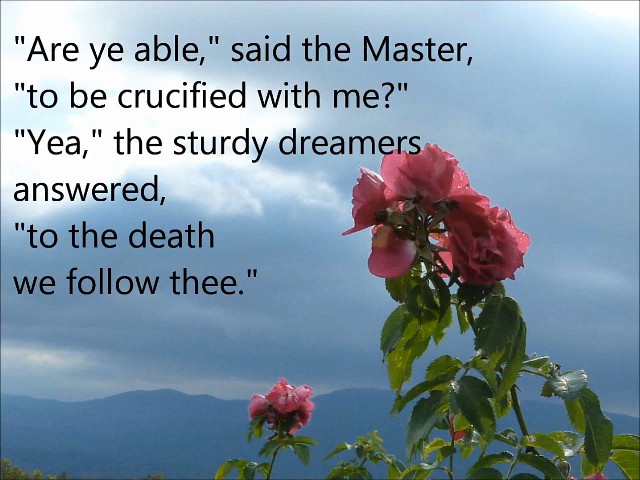 "Are ye able," said the Master,
"to be crucified with me?"
"Yea," the sturdy dreamers
answered,
"to the death
we follow thee."